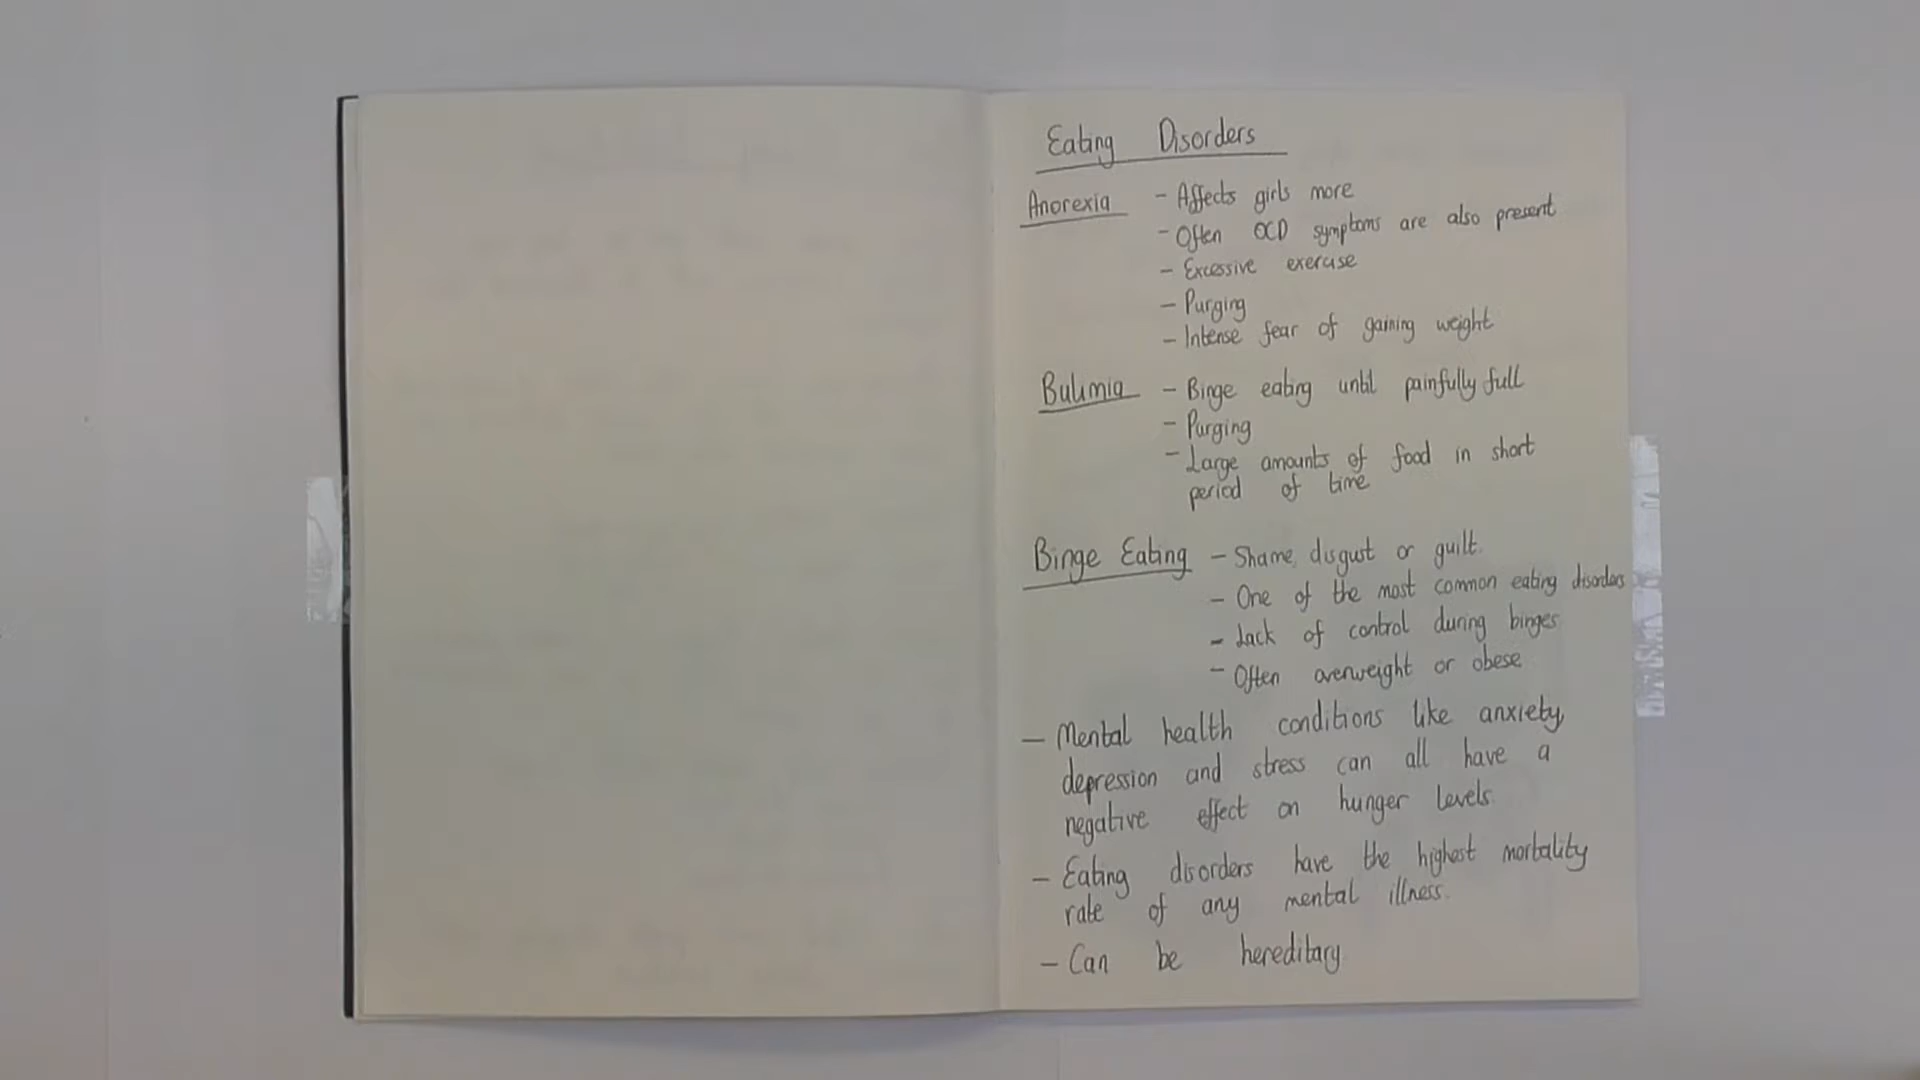 Eating Disorders
Anorexia - Affects girls more
- Often OCD symptoms are also present
- Excessive exercise
- Purging
- Intense fear of gaining weight
Bulimia - Binge eating until painfully full
- Purging
- Large amounts of food in short
period of time
Binge Eating - Shame, disgust or guilt.
- One of the most common eating disorders
- Lack of control during binges
- Often overweight or obese
- Mental health conditions like anxiety,
depression and stress can all have a
negative effect on hunger levels.
- Eating disorders have the highest mortality
rate of any mental illness.
- Can be hereditary.